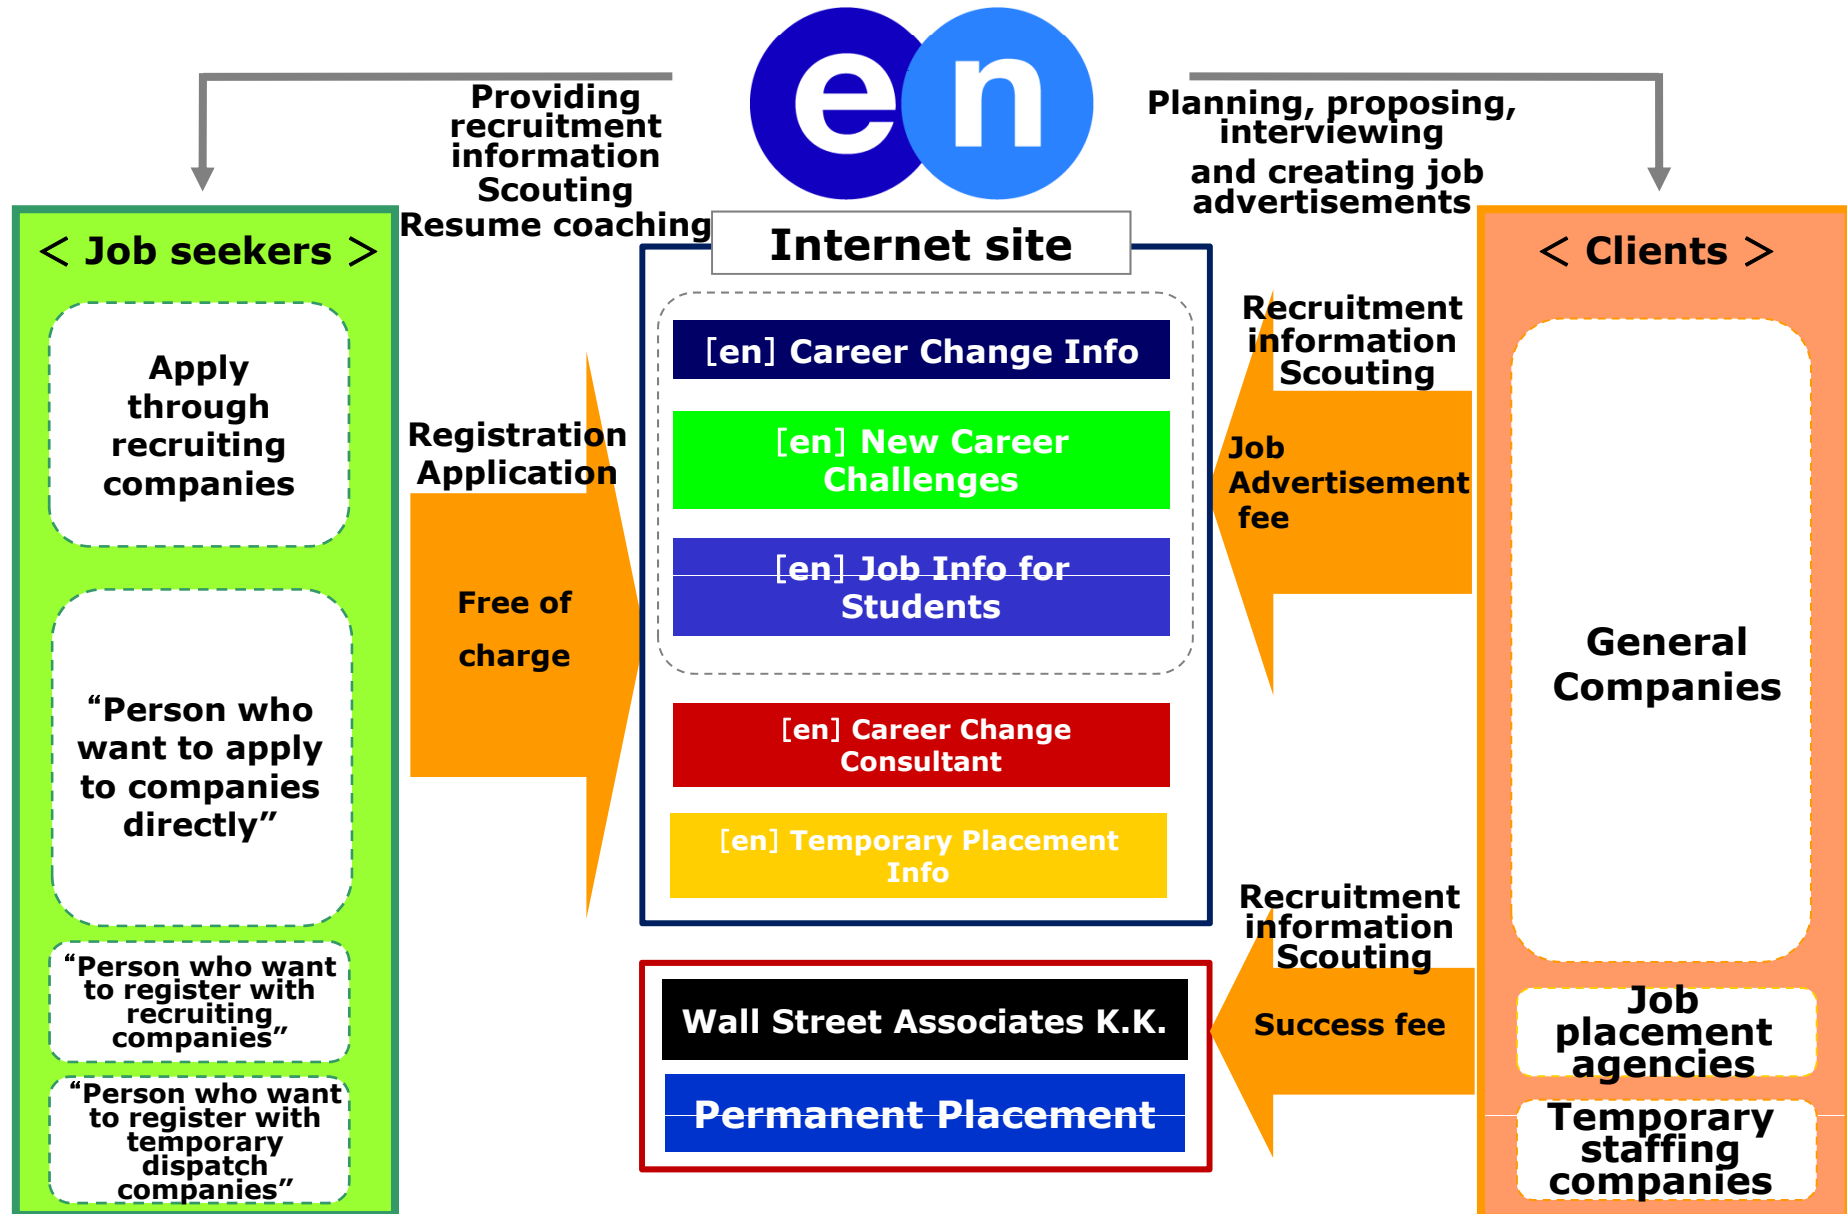 en
Providing
recruitment
information
Scouting
Resume coaching
Planning, proposing,
interviewing
and creating job
advertisements
< Job seekers >
Apply
through
recruiting
companies
“Person who
want to apply
to companies
directly”
“Person who want
to register with
recruiting
companies”
“Person who want
to register with
temporary
dispatch
companies”
Registration
Application
Free of
charge
Internet site
[en] Career Change Info
[en] New Career
Challenges
[en] Job Info for
Students
[en] Career Change
Consultant
[en] Temporary Placement
Info
Wall Street Associates K.K.
Permanent Placement
Recruitment
information
Scouting
Job
Advertisement
fee
Recruitment
information
Scouting
Success fee
< Clients >
General
Companies
Job
placement
agencies
Temporary
staffing
companies